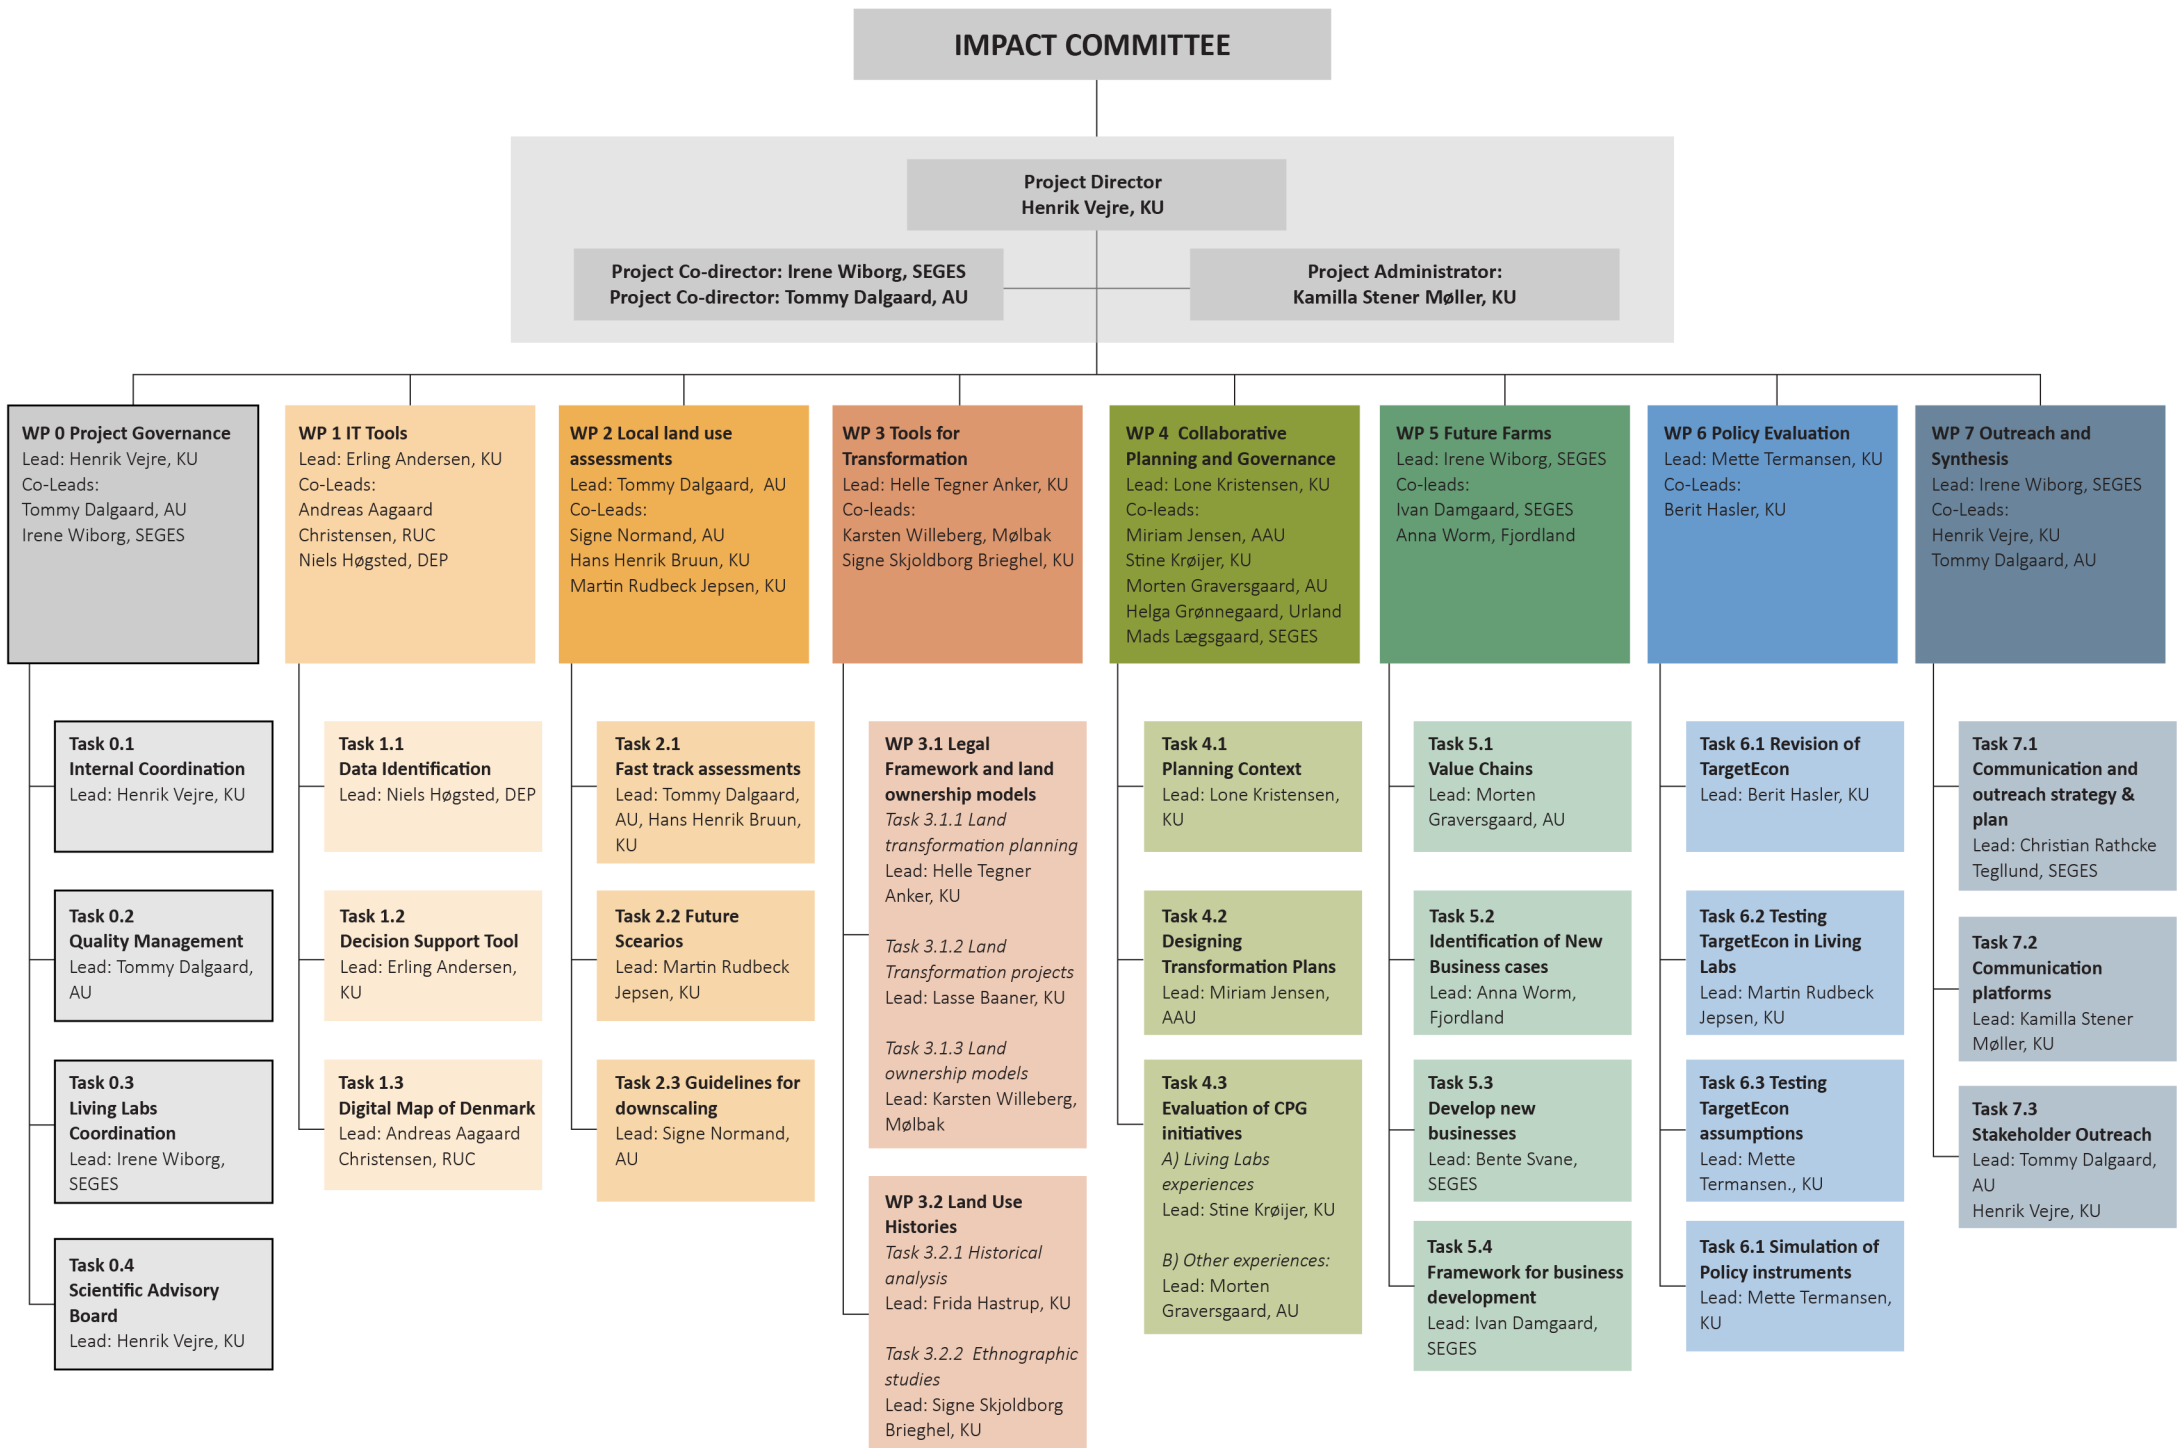 IMPACT COMMITTEE
Project Director
Henrik Vejre, KU
Project Co-director: Irene Wiborg, SEGES
Project Co-director: Tommy Dalgaard, AU
Project Administrator:
Kamilla Stener Møller, KU
WP 0 Project Governance
Lead: Henrik Vejre, KU
Co-Leads:
Tommy Dalgaard, AU
Irene Wiborg, SEGES
WP 1 IT Tools
Lead: Erling Andersen, KU
Co-Leads:
Andreas Aagaard
Christensen, RUC
Niels Høgsted, DEP
WP 2 Local land use
assessments
Lead: Tommy Dalgaard, AU
Co-Leads:
Signe Normand, AU
Hans Henrik Bruun, KU
Martin Rudbeck Jepsen, KU
WP 3 Tools for
Transformation
Lead: Helle Tegner Anker, KU
Co-leads:
Karsten Willeberg, Mølbak
Signe Skjoldborg Brieghel, KU
WP 4 Collaborative
Planning and Governance
Lead: Lone Kristensen, KU
Co-leads:
Miriam Jensen, AAU
Stine Krøijer, KU
Morten Graversgaard, AU
Helga Grønnegaard, Urland
Mads Lægsgaard, SEGES
WP 5 Future Farms
Lead: Irene Wiborg, SEGES
Co-leads:
Ivan Damgaard, SEGES
Anna Worm, Fjordland
WP 6 Policy Evaluation
Lead: Mette Termansen, KU
Co-Leads:
Berit Hasler, KU
WP 7 Outreach and
Synthesis
Lead: Irene Wiborg, SEGES
Co-Leads:
Henrik Vejre, KU
Tommy Dalgaard, AU
Task 0.1
Internal Coordination
Lead: Henrik Vejre, KU
Task 0.2
Quality Management
Lead: Tommy Dalgaard,
AU
Task 0.3
Living Labs
Coordination
Lead: Irene Wiborg,
SEGES
Task 0.4
Scientific Advisory
Board
Lead: Henrik Vejre, KU
Task 1.1
Data Identification
Lead: Niels Høgsted, DEP
Task 1.2
Decision Support Tool
Lead: Erling Andersen,
KU
Task 1.3
Digital Map of Denmark
Lead: Andreas Aagaard
Christensen, RUC
Task 2.1
Fast track assessments
Lead: Tommy Dalgaard,
AU, Hans Henrik Bruun,
KU
Task 2.2 Future
Scearios
Lead: Martin Rudbeck
Jepsen, KU
Task 2.3 Guidelines for
downscaling
Lead: Signe Normand,
AU
WP 3.1 Legal
Framework and land
ownership models
Task 3.1.1 Land
transformation planning
Lead: Helle Tegner
Anker, KU
Task 3.1.2 Land
Transformation projects
Lead: Lasse Baaner, KU
Task 3.1.3 Land
ownership models
Lead: Karsten Willeberg,
Mølbak
WP 3.2 Land Use
Histories
Task 3.2.1 Historical
analysis
Lead: Frida Hastrup, KU
Task 3.2.2 Ethnographic
studies
Lead: Signe Skjoldborg
Brieghel, KU
Task 4.1
Planning Context
Lead: Lone Kristensen,
KU
Task 4.2
Designing
Transformation Plans
Lead: Miriam Jensen,
AAU
Task 4.3
Evaluation of CPG
initiatives
A) Living Labs
experiences
Lead: Stine Krøijer, KU
B) Other experiences:
Lead: Morten
Graversgaard, AU
Task 5.1
Value Chains
Lead: Morten
Graversgaard, AU
Task 5.2
Identification of New
Business cases
Lead: Anna Worm,
Fjordland
Task 5.3
Develop new
businesses
Lead: Bente Svane,
SEGES
Task 5.4
Framework for business
development
Lead: Ivan Damgaard,
SEGES
Task 6.1 Revision of
TargetEcon
Lead: Berit Hasler, KU
Task 6.2 Testing
TargetEcon in Living
Labs
Lead: Martin Rudbeck
Jepsen, KU
Task 6.3 Testing
TargetEcon
assumptions
Lead: Mette
Termansen., KU
Task 6.1 Simulation of
Policy instruments
Lead: Mette Termansen,
KU
Task 7.1
Communication and
outreach strategy &
plan
Lead: Christian Rathcke
Tegllund, SEGES
Task 7.2
Communication
platforms
Lead: Kamilla Stener
Møller, KU
Task 7.3
Stakeholder Outreach
Lead: Tommy Dalgaard,
AU
Henrik Vejre, KU